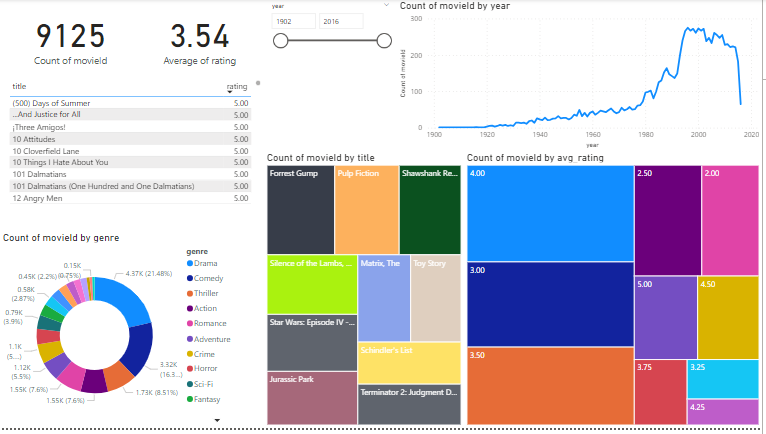 9125
Count of movieId
3.54
Average of rating
year
1902
2016
Count of movieId by year
Count of movieId
300
200
100
0
1900
1920
1940
1960
1980
2000
2020
year
title rating
(500) Days of Summer 5.00
...And Justice for All 5.00
¡Three Amigos! 5.00
10 Attitudes 5.00
10 Cloverfield Lane 5.00
10 Things I Hate About You 5.00
101 Dalmatians 5.00
101 Dalmatians (One Hundred and One Dalmatians) 5.00
12 Angry Men 5.00
Count of movieId by genre
0.15K
(0.75%)
0.45K (2.2%)
0.58K
(2.87%)
0.79K
(3.9%)
1.1K
(5....)
1.12K
(5.5%)
1.55K (7.6%)
1.55K (7.6%)
1.73K (8.51%)
3.32K
(16.3...)
4.37K (21.48%)
genre
Drama
Comedy
Thriller
Action
Romance
Adventure
Crime
Horror
Sci-Fi
Fantasy
Count of movieId by title
Forrest Gump
Pulp Fiction
Shawshank Re...
Silence of the Lambs, ...
Matrix, The
Toy Story
Star Wars: Episode IV -...
Schindler's List
Jurassic Park
Terminator 2: Judgment D...
Count of movieId by avg_rating
4.00
2.50
2.00
3.00
5.00
4.50
3.50
3.75
3.25
4.25